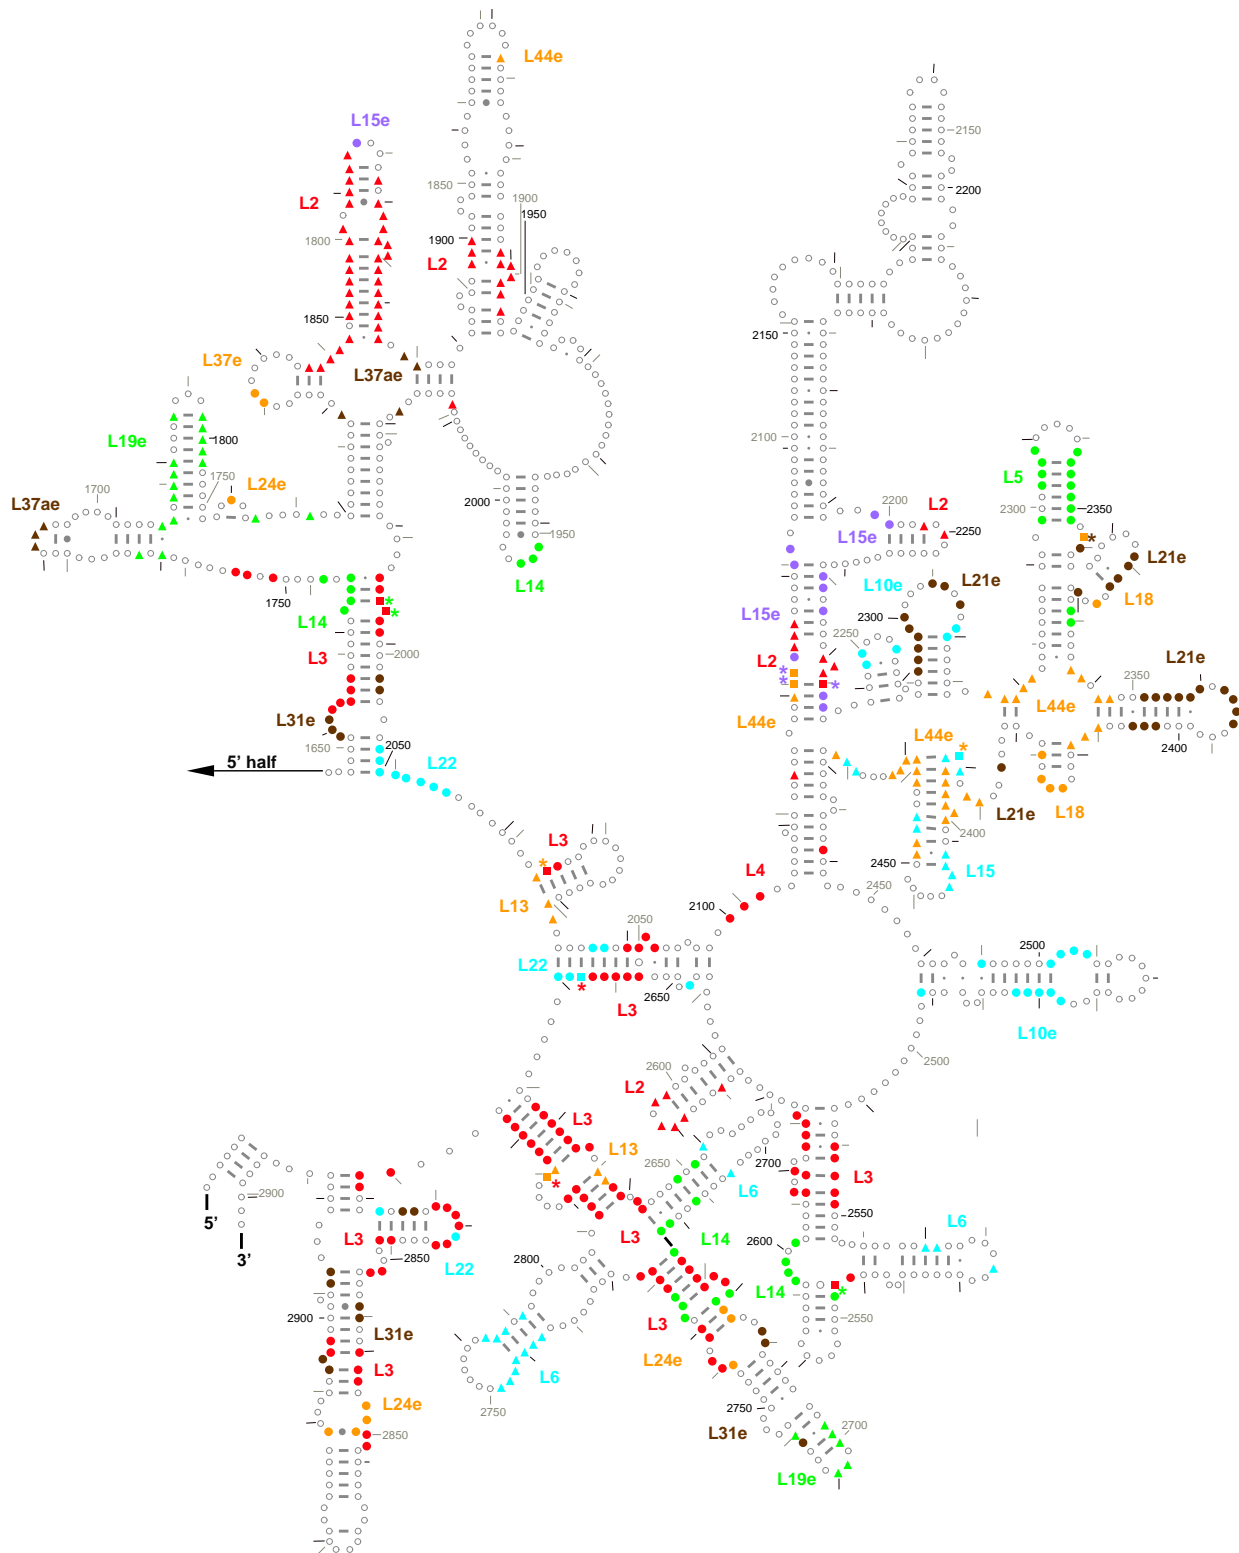 L44e
L15e
2150
1850
2200
1900
L2
1950
1800
1900
L2
1850
2150
L37e
L37ae
L19e
1800
2100
L5
1750
L24e
L37ae
1700
2000
2200
L2
2300
2350
1950
L15e
2250
*
L21e
L14
L10e
L21e
1750
*
*
L14
L15e
2300
L18
2250
L3
2000
L2
*
*
*
L21e
2350
L31e
L44e
L44e
1650
2050
L44e
*
2400
5' half
L22
L18
L21e
2400
L3
*
2450
L15
L4
2450
L13
2100
2050
2500
L22
2650
*
L3
L10e
2500
2600
L2
L3
L13
2650
2700
*
L6
L3
2900
5'
3'
2550
L3
L14
L6
L3
2850
L22
2800
2600
L14
*
2550
2900
L31e
L3
L3
L24e
L6
L24e
2750
2750
2700
2850
L31e
L19e